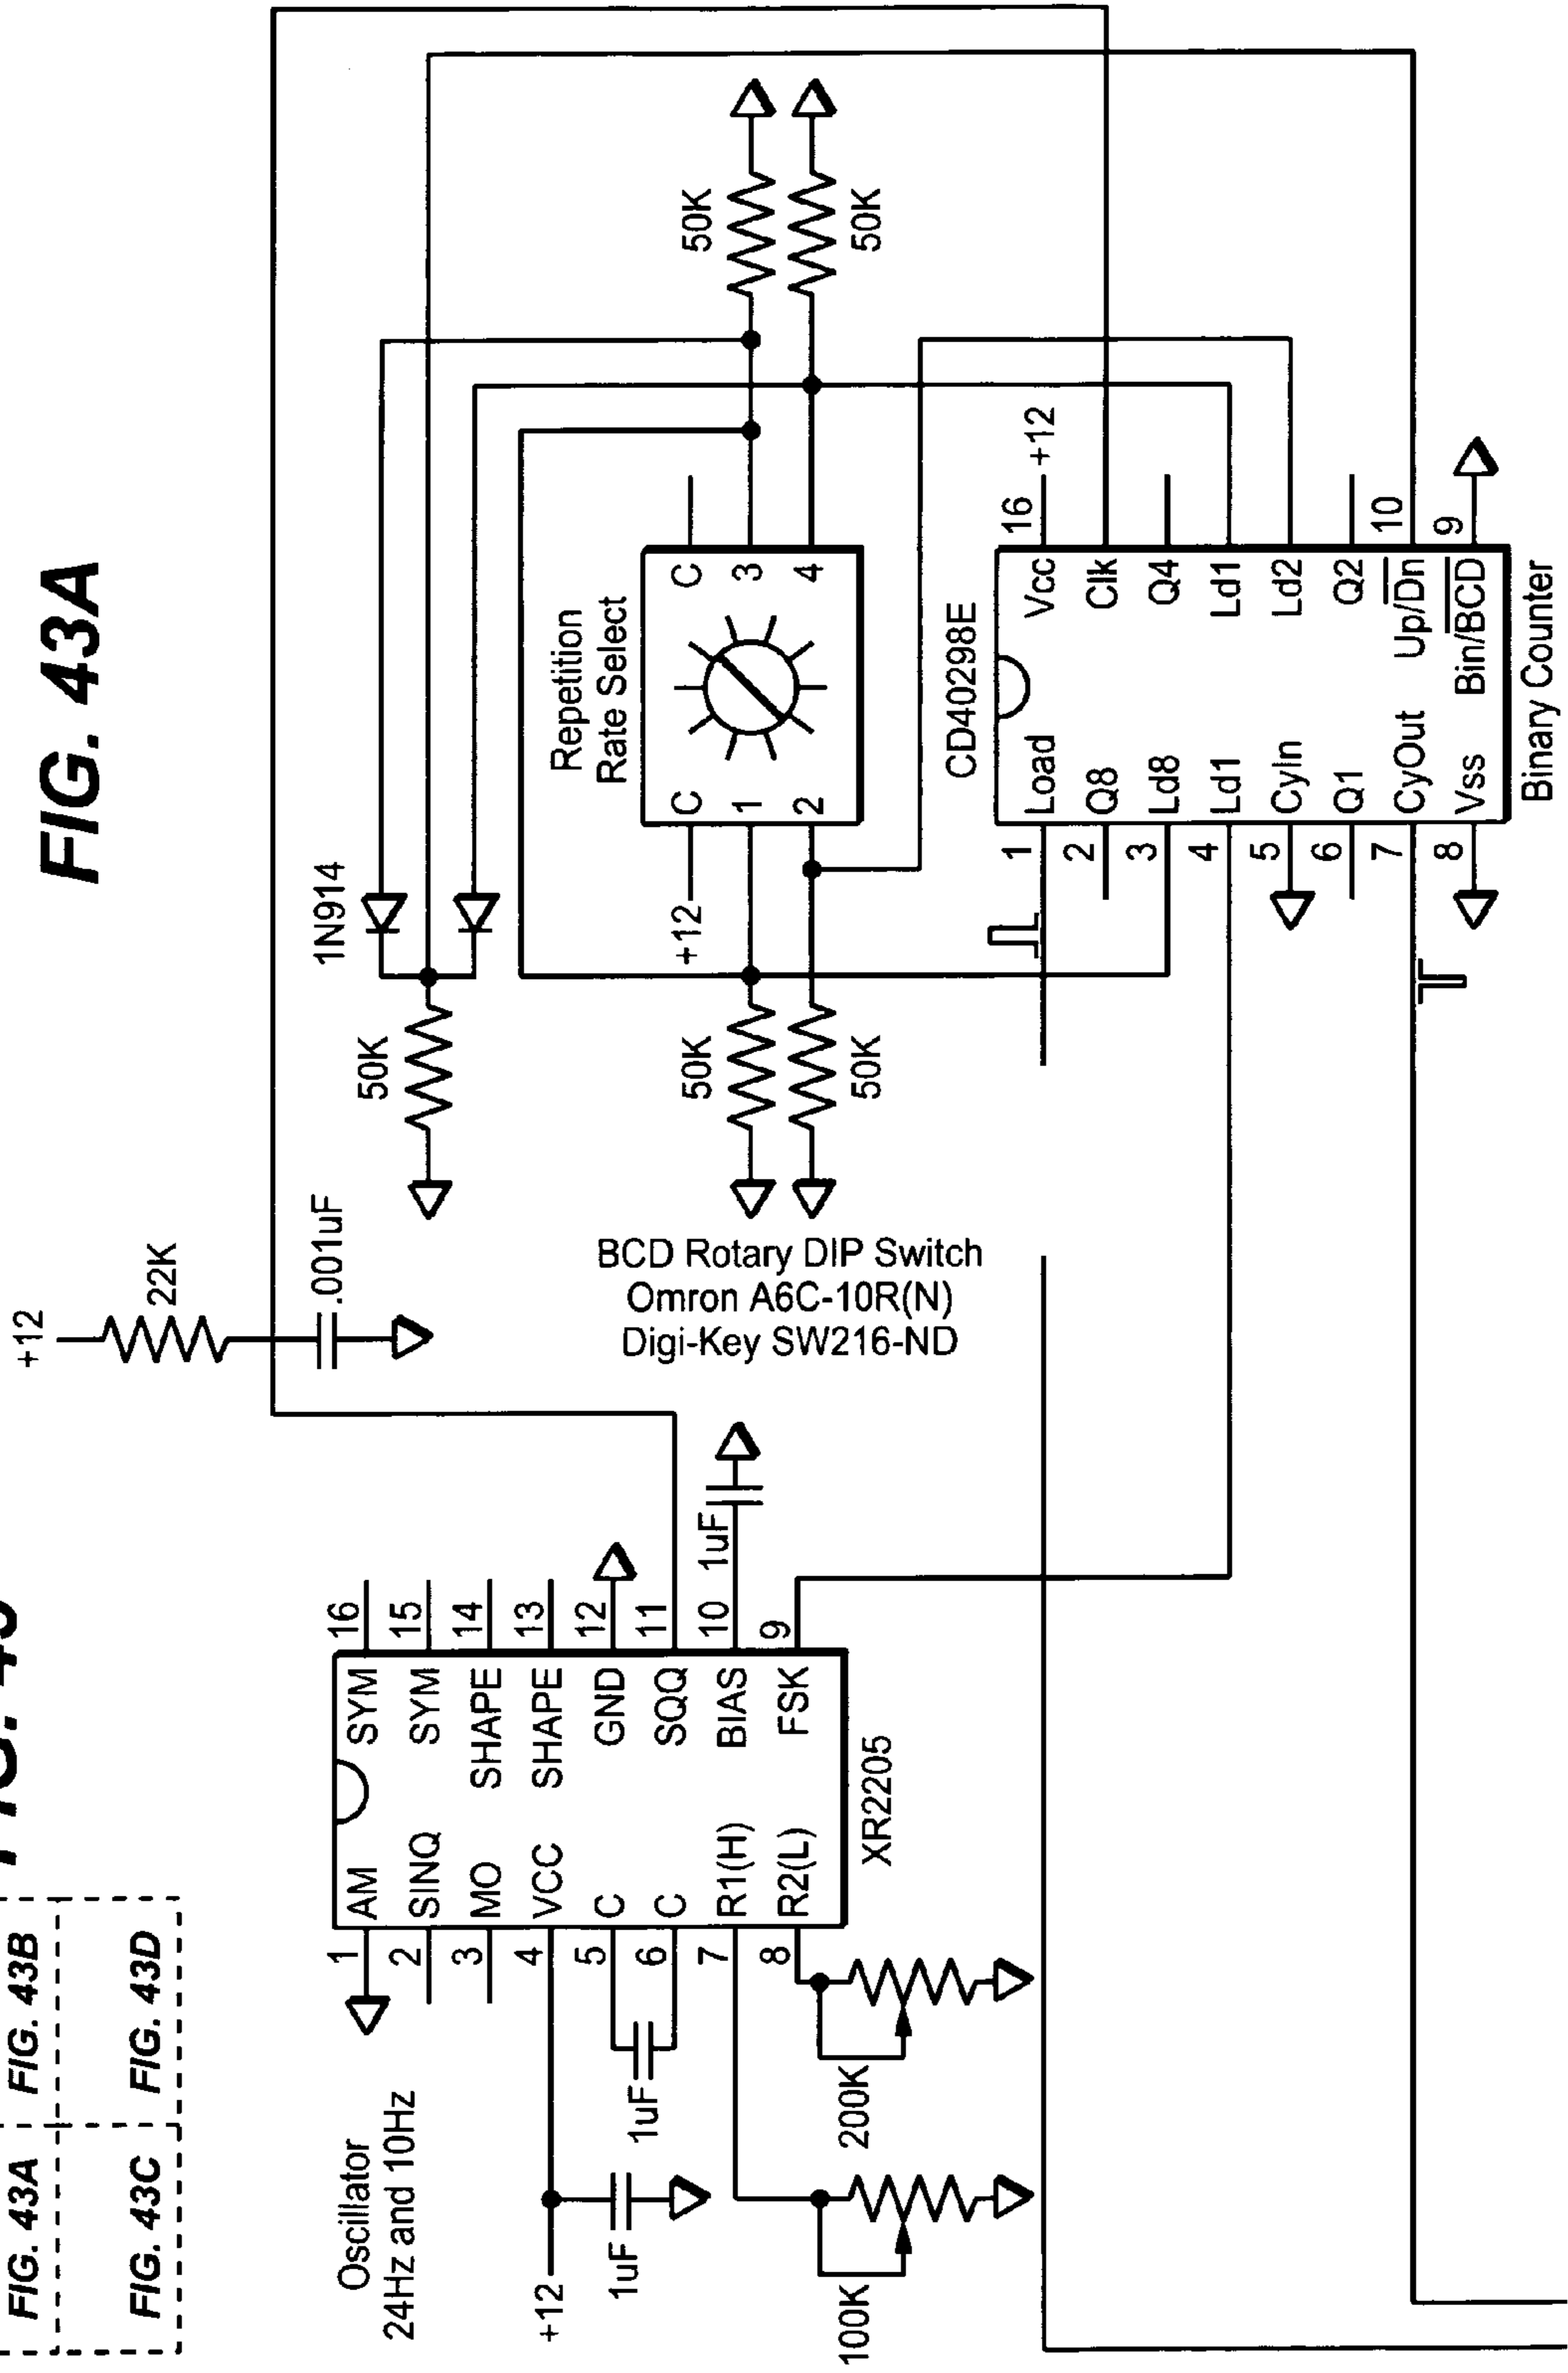 FIG. 43A FIG. 43B
FIG. 43C FIG. 43D
FIG. 43A
+12
22K
.001uF
Oscillator
24Hz and 10Hz
+12
1uF
1uF
100K
200K
1 AM SYM 16
2 SINQ SYM 15
3 MO SHAPE 14
4 VCC SHAPE 13
5 C GND 12
6 C SQQ 11
7 R1(H) BIAS 10
8 R2(L) FSK 9
XR2205
1uF
BCD Rotary DIP Switch
Omron A6C-10R(N)
Digi-Key SW216-ND
50K
1N914
50K
50K
Repetition
Rate Select
+12 C C
1 3
2 4
50K
50K
CD40298E
1 Load Vcc 16 +12
2 Q8 Clk
3 Ld8 Q4
4 Ld1 Ld1
5 CyIn Ld2
6 Q1 Q2
7 CyOut Up/Dn 10
8 Vss Bin/BCD 9
Binary Counter